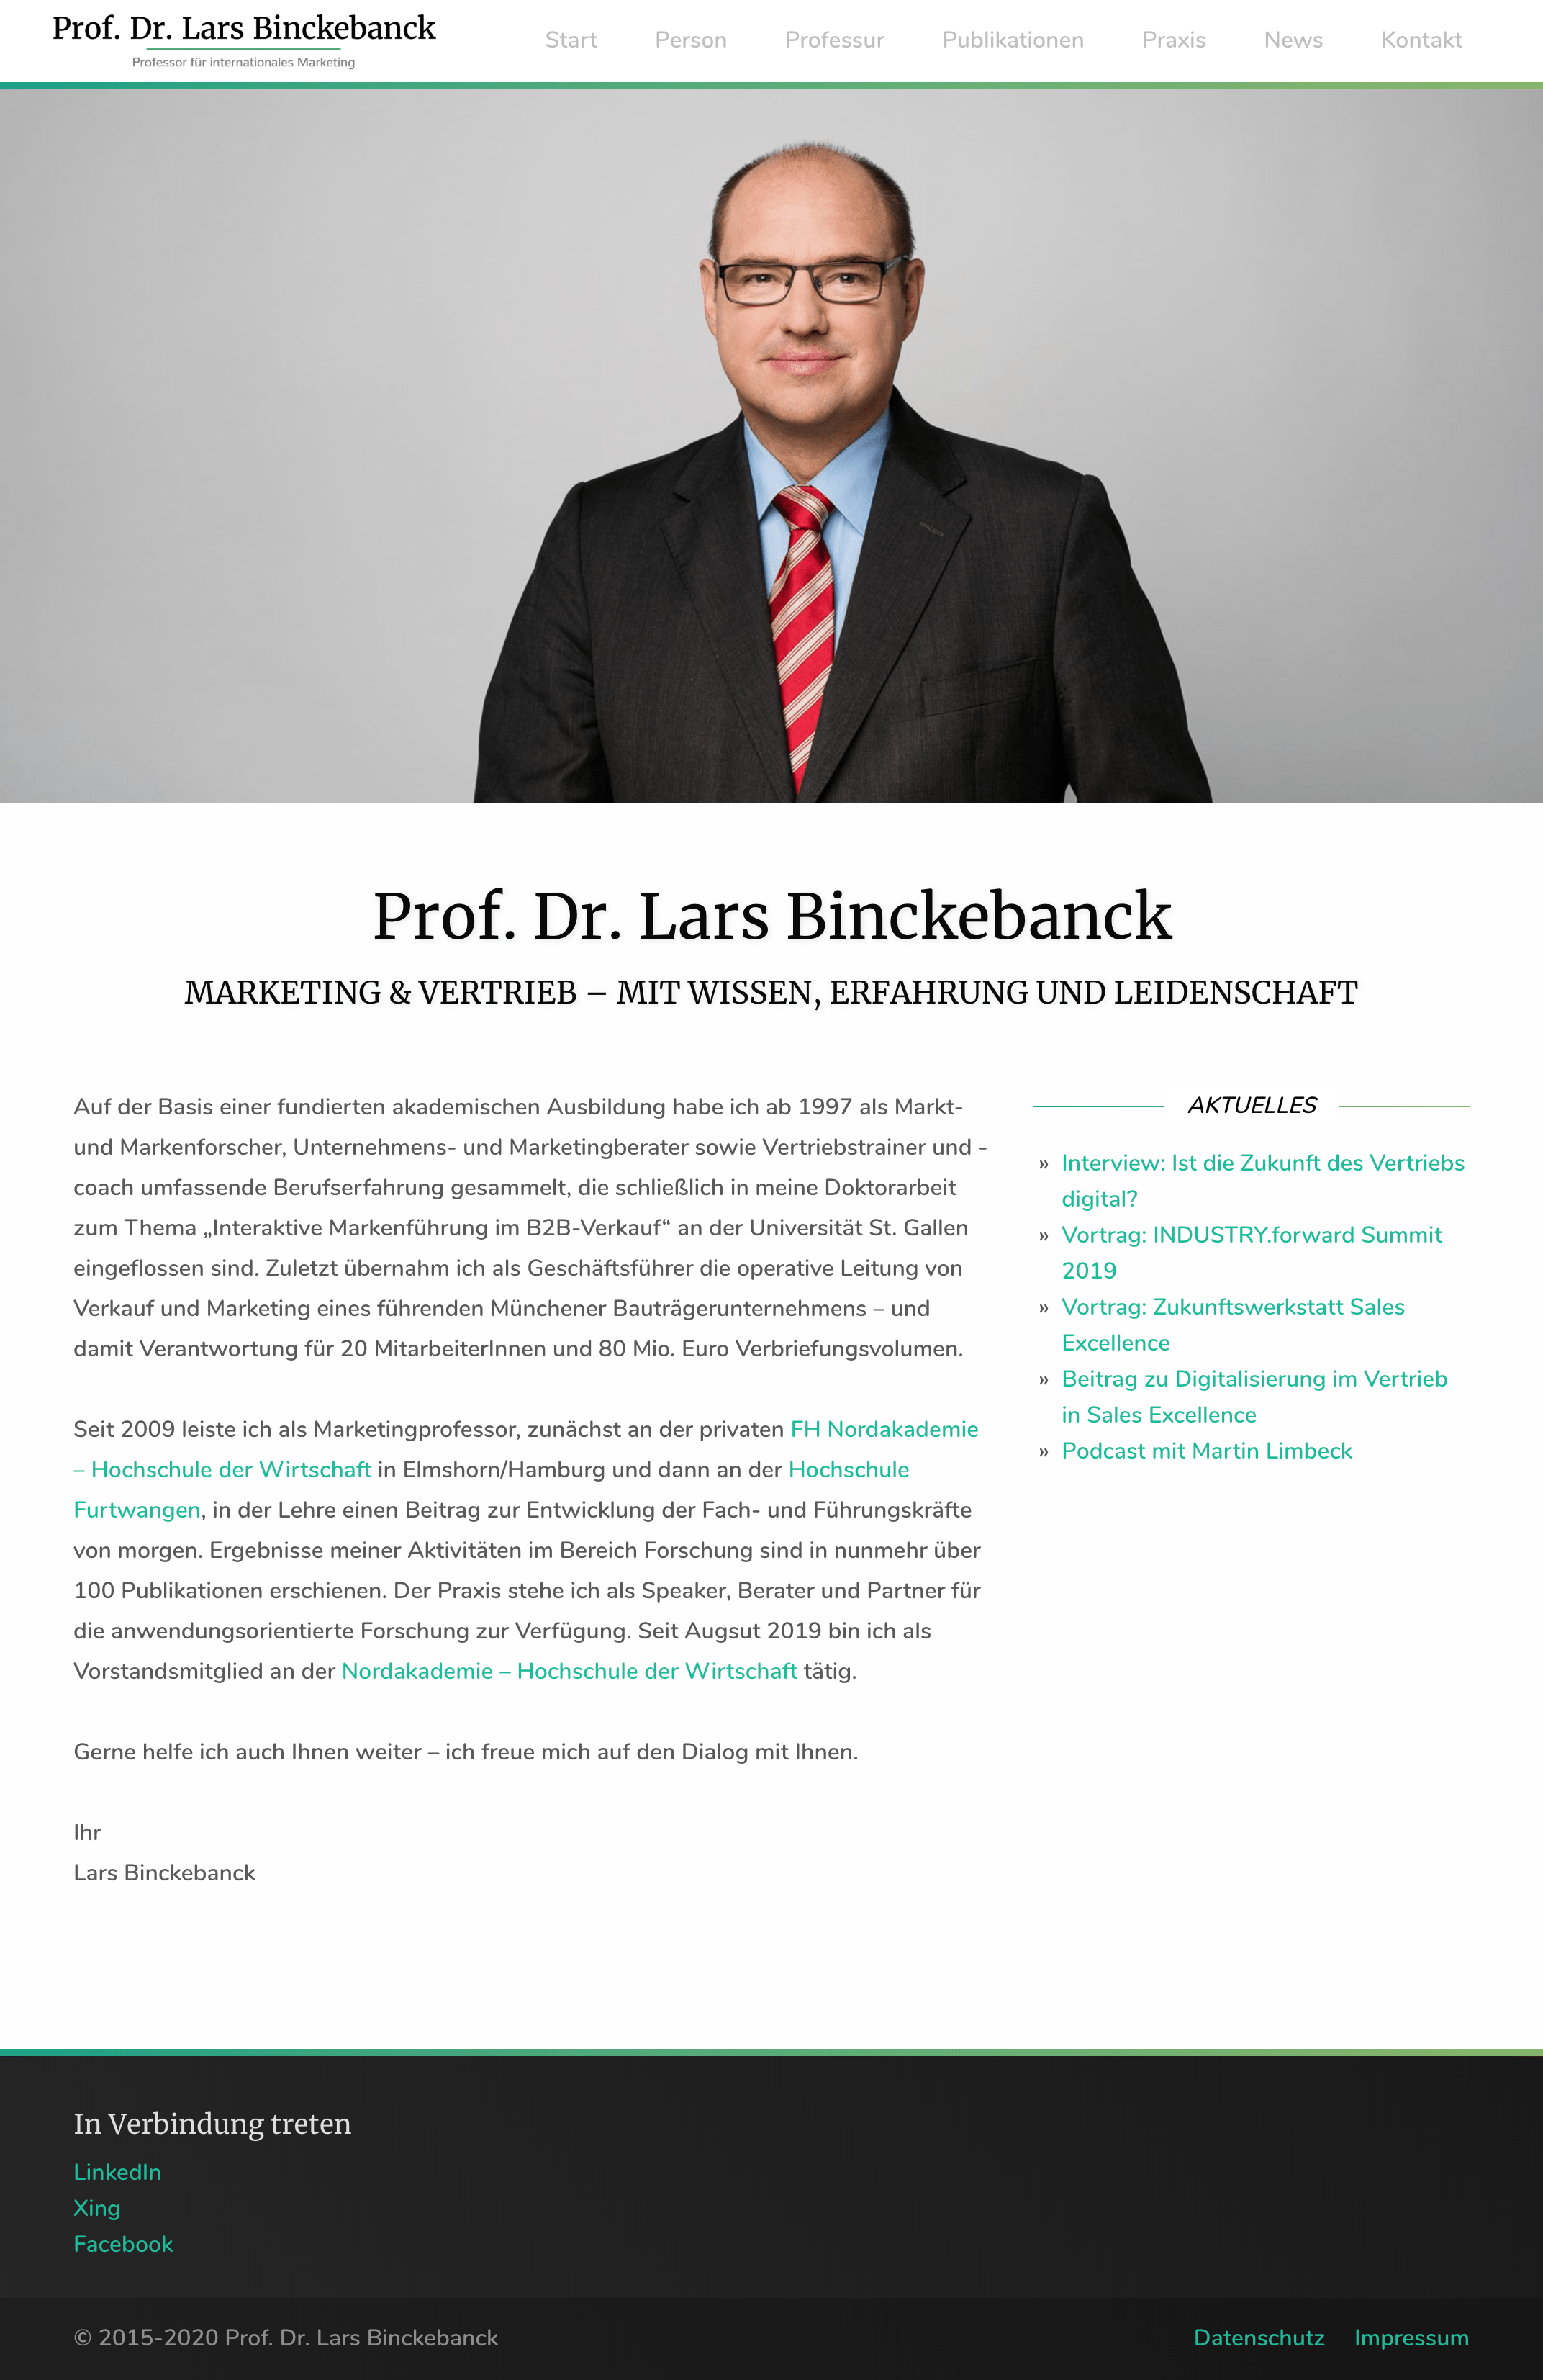 Prof. Dr. Lars Binckebanck
Professor für internationales Marketing
Start Person Professur Publikationen Praxis News Kontakt
Prof. Dr. Lars Binckebanck
MARKETING & VERTRIEB – MIT WISSEN, ERFAHRUNG UND LEIDENSCHAFT
Auf der Basis einer fundierten akademischen Ausbildung habe ich ab 1997 als Markt-
und Markenforscher, Unternehmens- und Marketingberater sowie Vertriebstrainer und -
coach umfassende Berufserfahrung gesammelt, die schließlich in meine Doktorarbeit
zum Thema „Interaktive Markenführung im B2B-Verkauf“ an der Universität St. Gallen
eingeflossen sind. Zuletzt übernahm ich als Geschäftsführer die operative Leitung von
Verkauf und Marketing eines führenden Münchener Bauträgerunternehmens – und
damit Verantwortung für 20 MitarbeiterInnen und 80 Mio. Euro Verbriefungsvolumen.
Seit 2009 leiste ich als Marketingprofessor, zunächst an der privaten FH Nordakademie
– Hochschule der Wirtschaft in Elmshorn/Hamburg und dann an der Hochschule
Furtwangen, in der Lehre einen Beitrag zur Entwicklung der Fach- und Führungskräfte
von morgen. Ergebnisse meiner Aktivitäten im Bereich Forschung sind in nunmehr über
100 Publikationen erschienen. Der Praxis stehe ich als Speaker, Berater und Partner für
die anwendungsorientierte Forschung zur Verfügung. Seit Augsut 2019 bin ich als
Vorstandsmitglied an der Nordakademie – Hochschule der Wirtschaft tätig.
Gerne helfe ich auch Ihnen weiter – ich freue mich auf den Dialog mit Ihnen.
Ihr
Lars Binckebanck
AKTUELLES
» Interview: Ist die Zukunft des Vertriebs
digital?
» Vortrag: INDUSTRY.forward Summit
2019
» Vortrag: Zukunftswerkstatt Sales
Excellence
» Beitrag zu Digitalisierung im Vertrieb
in Sales Excellence
» Podcast mit Martin Limbeck
In Verbindung treten
LinkedIn
Xing
Facebook
© 2015-2020 Prof. Dr. Lars Binckebanck
Datenschutz Impressum